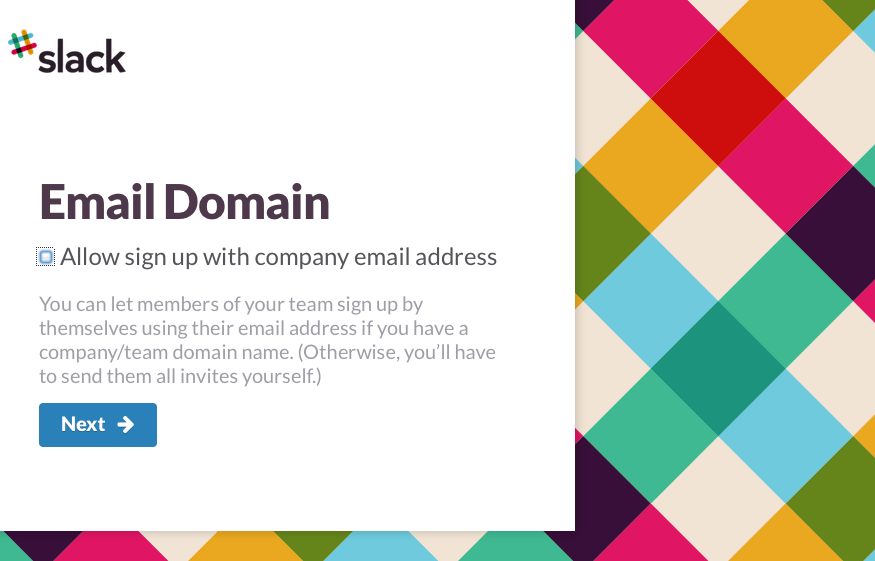 slack
Email Domain
Allow sign up with company email address
You can let members of your team sign up by
themselves using their email address if you have a
company/team domain name. (Otherwise, you’ll have
to send them all invites yourself.)
Next